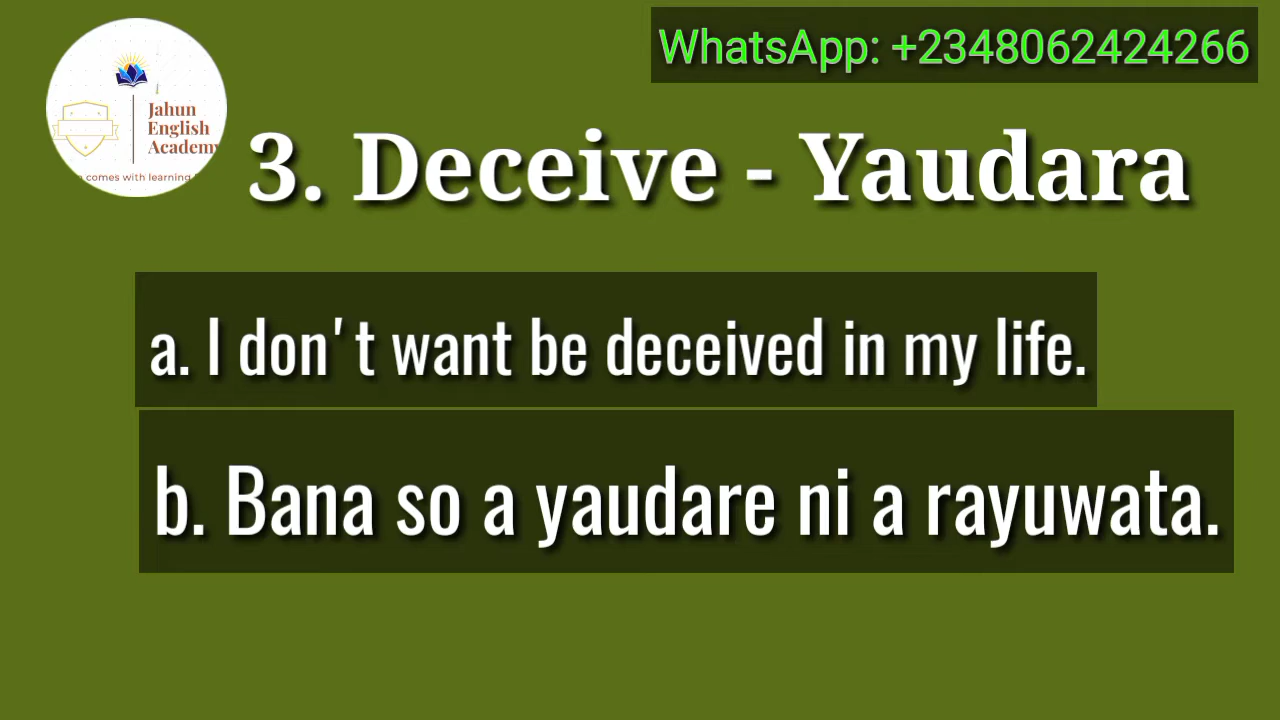 WhatsApp: +2348062424266
Jahun
English
Academy
comes with learning
3. Deceive - Yaudara
a. I don't want be deceived in my life.
b. Bana so a yaudare ni a rayuwata.